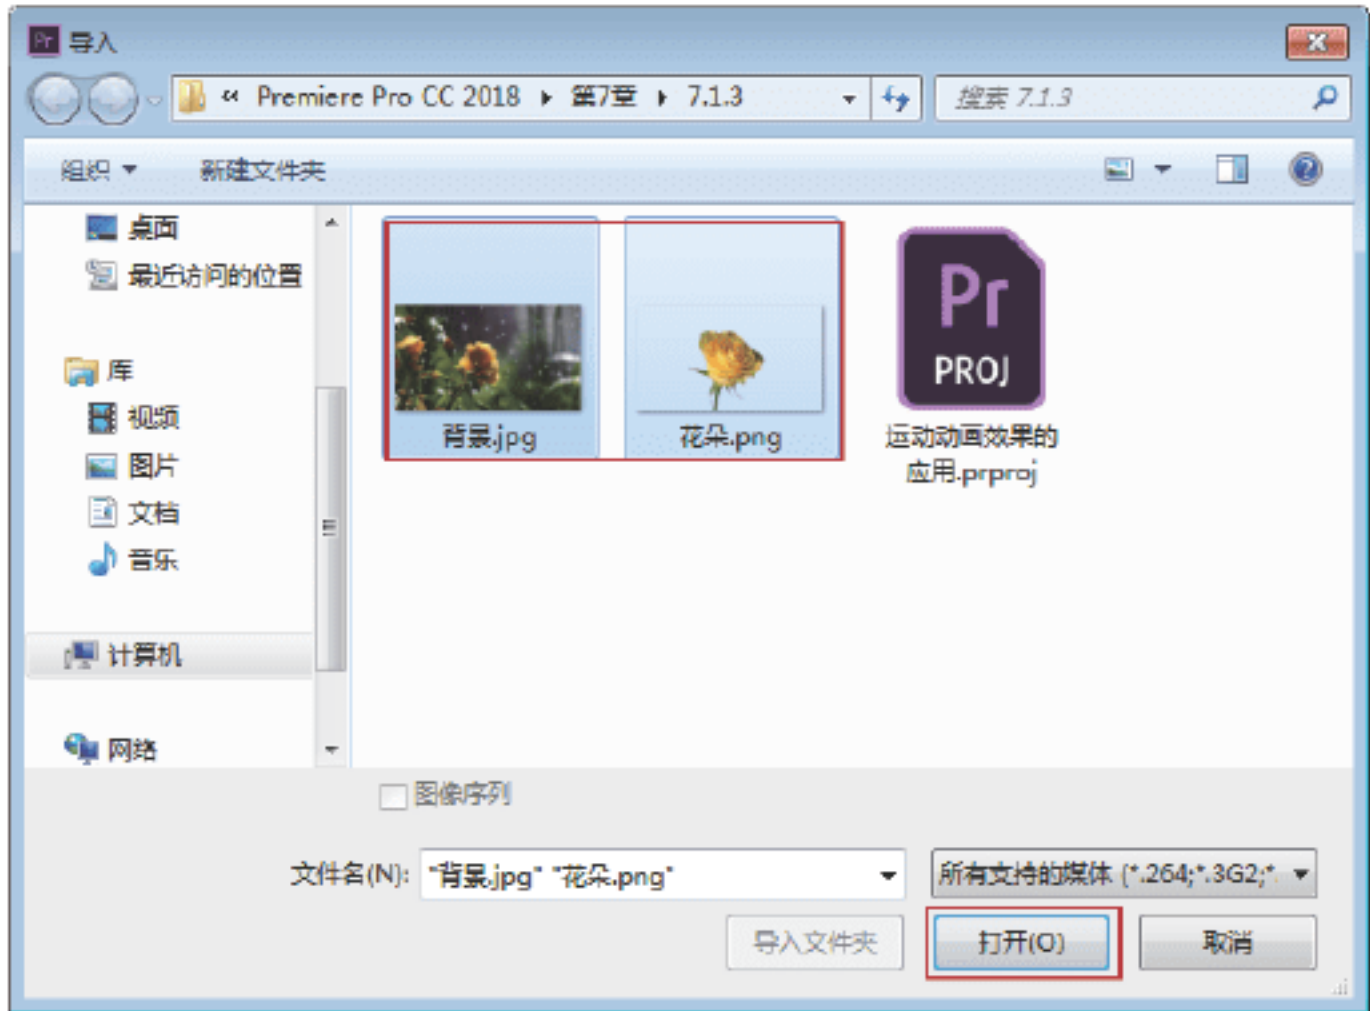 Pr 导入
Premiere Pro CC 2018 第7章 7.1.3
搜索 7.1.3
组织 新建文件夹
桌面
最近访问的位置
库
视频
图片
文档
音乐
计算机
网络
背景.jpg
花朵.png
Pr
PROJ
运动动画效果的
应用.prproj
图像序列
文件名(N): "背景.jpg" "花朵.png"
所有支持的媒体 (*.264;*.3G2;*.
导入文件夹 打开(O) 取消